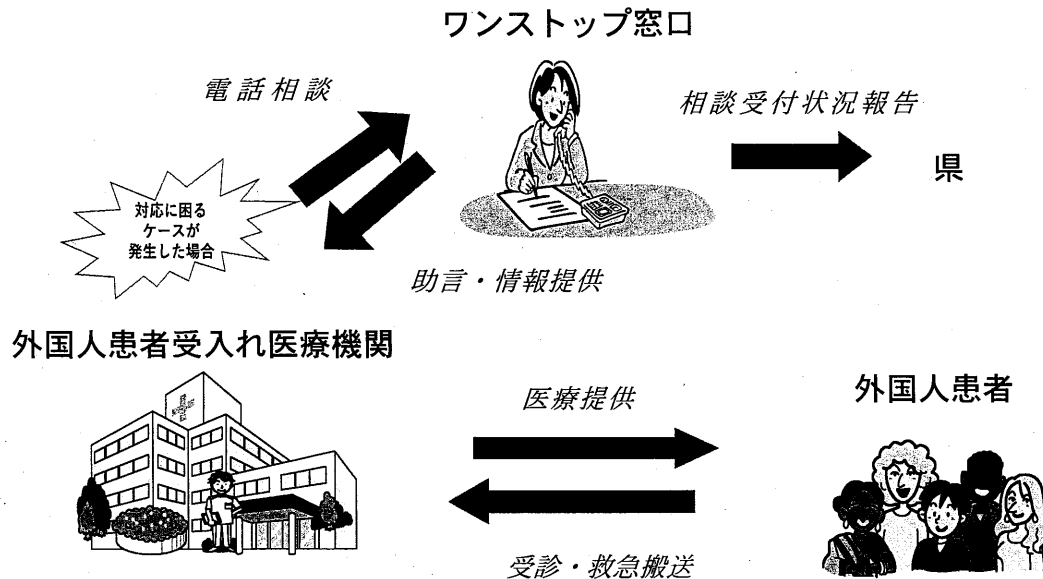 ワンストップ窓口
電話相談
相談受付状況報告
県
対応に困る
ケースが
発生した場合
助言・情報提供
外国人患者受入れ医療機関
外国人患者
医療提供
受診・救急搬送